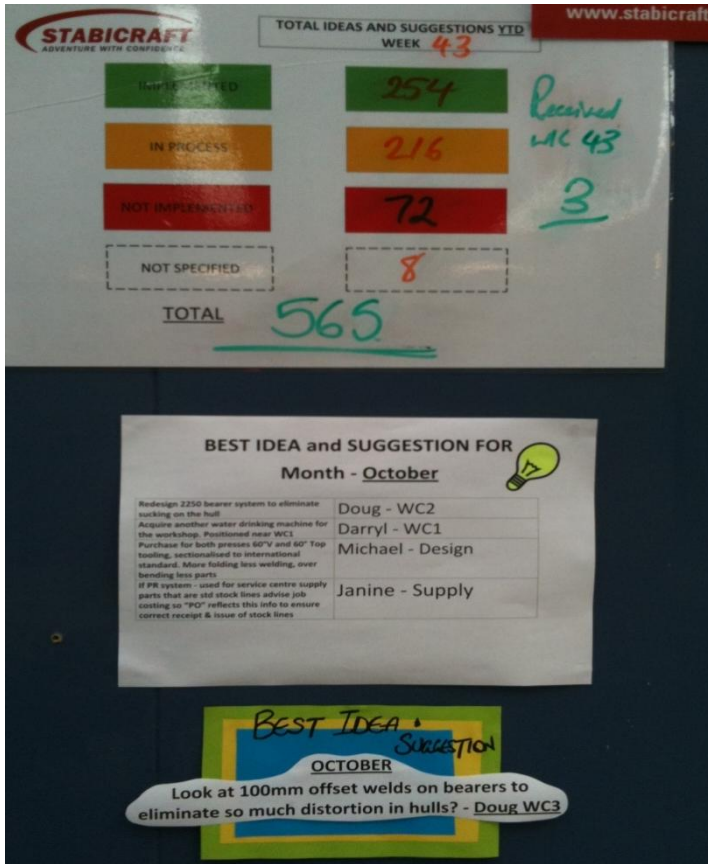 www.stabicraft
STABICRAFT
ADVENTURE WITH CONFIDENCE
TOTAL IDEAS AND SUGGESTIONS YTD
WEEK 43
IMPLEMENTED 254
Received
WC 43
3
IN PROCESS 216
NOT IMPLEMENTED 72
NOT SPECIFIED 8
TOTAL 565
BEST IDEA and SUGGESTION FOR
Month - October
Redesign 2250 bearer system to eliminate
sucking on the hull
Doug - WC2
Acquire another water drinking machine for
the workshop. Positioned near WC1
Darryl - WC1
Purchase for both presses 60"V and 60" Top
tooling, sectionalised to international
standard. More folding less welding, over
bending less parts
Michael - Design
If PR system - used for service centre supply
parts that are std stock lines advise job
costing so "PO" reflects this info to ensure
correct receipt & issue of stock lines
Janine - Supply
BEST IDEA &
SUGGESTION
OCTOBER
Look at 100mm offset welds on bearers to
eliminate so much distortion in hulls? - Doug WC3